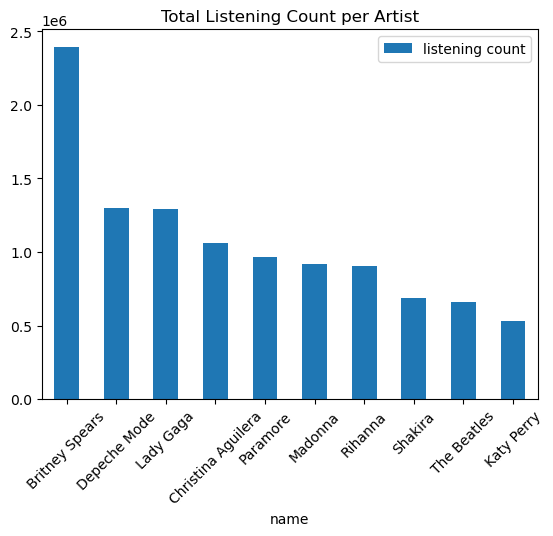 Total Listening Count per Artist
1e6
listening count
2.5
2.0
1.5
1.0
0.5
0.0
Britney Spears
Depeche Mode
Lady Gaga
Christina Aguilera
Paramore
Madonna
Rihanna
Shakira
The Beatles
Katy Perry
name